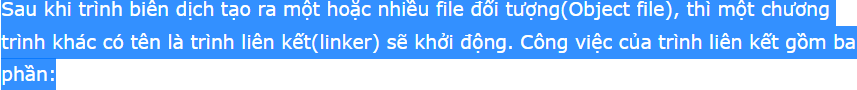 Sau khi trình biên dịch tạo ra một hoặc nhiều file đối tượng(Object file), thì một chương
trình khác có tên là trình liên kết(linker) sẽ khởi động. Công việc của trình liên kết gồm ba
phần: